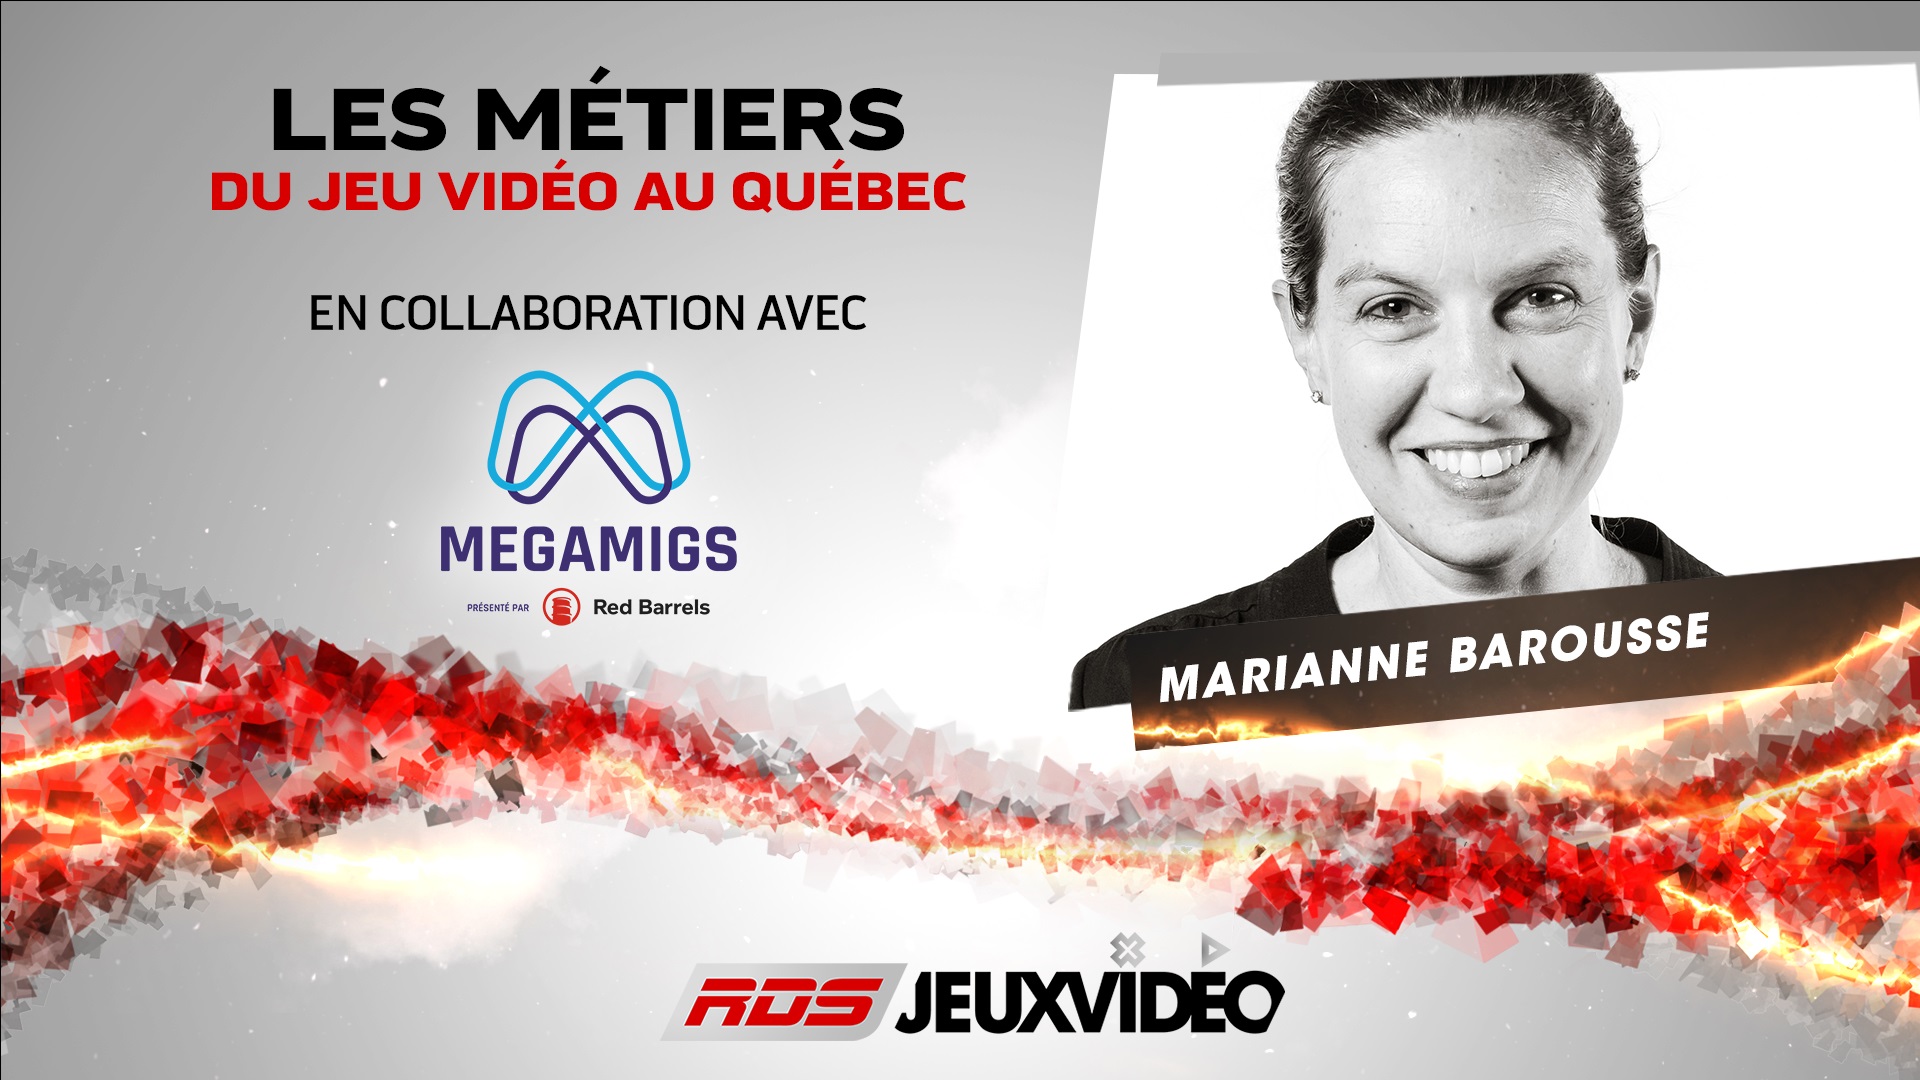 LES MÉTIERS
DU JEU VIDÉO AU QUÉBEC
EN COLLABORATION AVEC
MEGAMIGS
PRÉSENTÉ PAR Red Barrels
MARIANNE BAROUSSE
RDS JEUXVIDEO